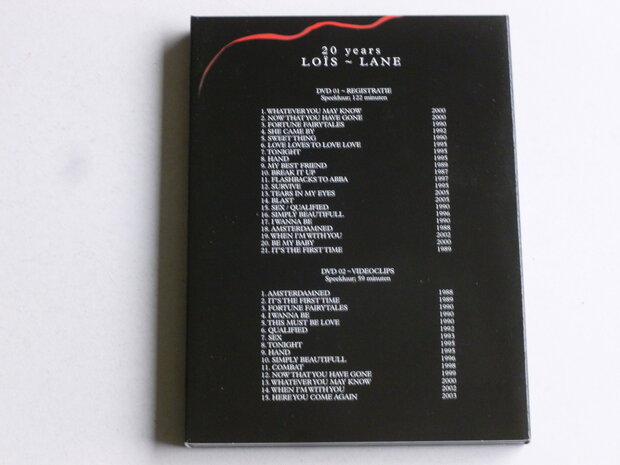 20 years
LOÏS ~ LANE
DVD 01 ~ REGISTRATIE
Speelduur: 122 minuten
1. WHATEVER YOU MAY KNOW 2000
2. NOW THAT YOU HAVE GONE 2000
3. FORTUNE FAIRYTALES 1990
4. SHE CAME BY 1992
5. SWEET THING 1990
6. LOVE LOVES TO LOVE LOVE 1995
7. TONIGHT 1995
8. HAND 1995
9. MY BEST FRIEND 1989
10. BREAK IT UP 1987
11. FLASHBACKS TO ABBA 1997
12. SURVIVE 1995
13. TEARS IN MY EYES 2005
14. BLAST 2005
15. SEX / QUALIFIED 1990
16. SIMPLY BEAUTIFULL 1996
17. I WANNA BE 1990
18. AMSTERDAMNED 1988
19. WHEN I'M WITH YOU 2002
20. BE MY BABY 2000
21. IT'S THE FIRST TIME 1989
DVD 02 ~ VIDEOCLIPS
Speelduur: 59 minuten
1. AMSTERDAMNED 1988
2. IT'S THE FIRST TIME 1989
3. FORTUNE FAIRYTALES 1990
4. I WANNA BE 1990
5. THIS MUST BE LOVE 1990
6. QUALIFIED 1992
7. SEX 1993
8. TONIGHT 1995
9. HAND 1995
10. SIMPLY BEAUTIFULL 1996
11. COMBAT 1998
12. NOW THAT YOU HAVE GONE 1999
13. WHATEVER YOU MAY KNOW 2000
14. WHEN I'M WITH YOU 2002
15. HERE YOU COME AGAIN 2003